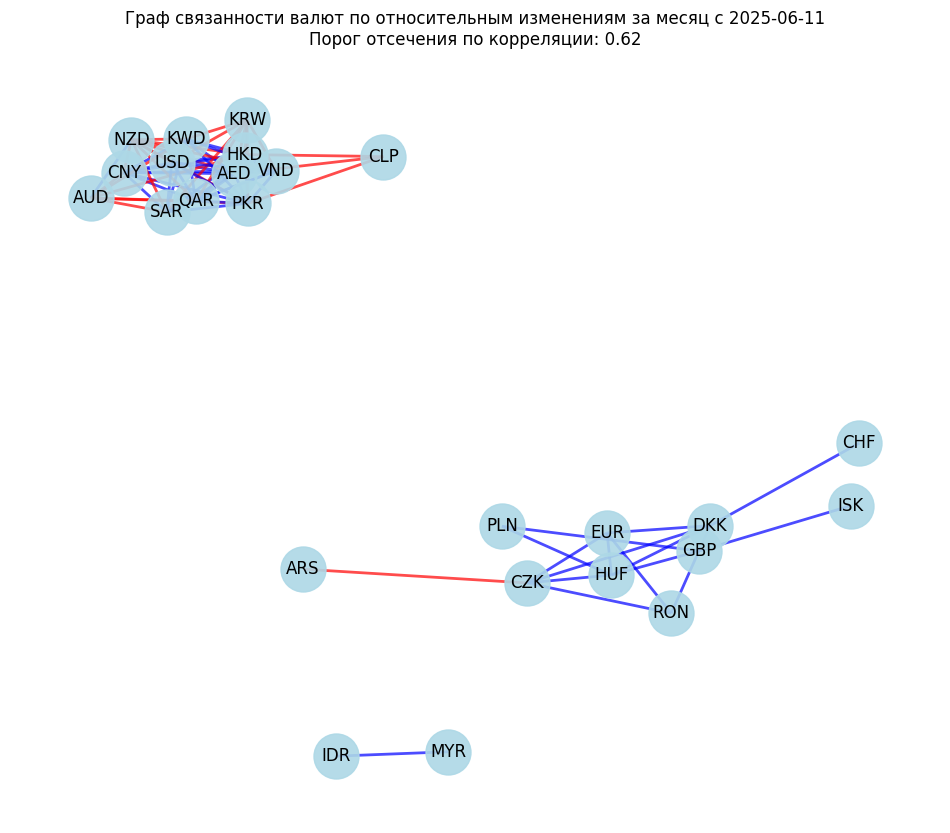 Граф связанности валют по относительным изменениям за месяц с 2025-06-11
Порог отсечения по корреляции: 0.62
KRW
NZD
KWD
HKD
CLP
USD
CNY
AED
VND
AUD
SAR
QAR
PKR
CHF
ISK
PLN
EUR
DKK
GBP
ARS
CZK
HUF
RON
IDR
MYR